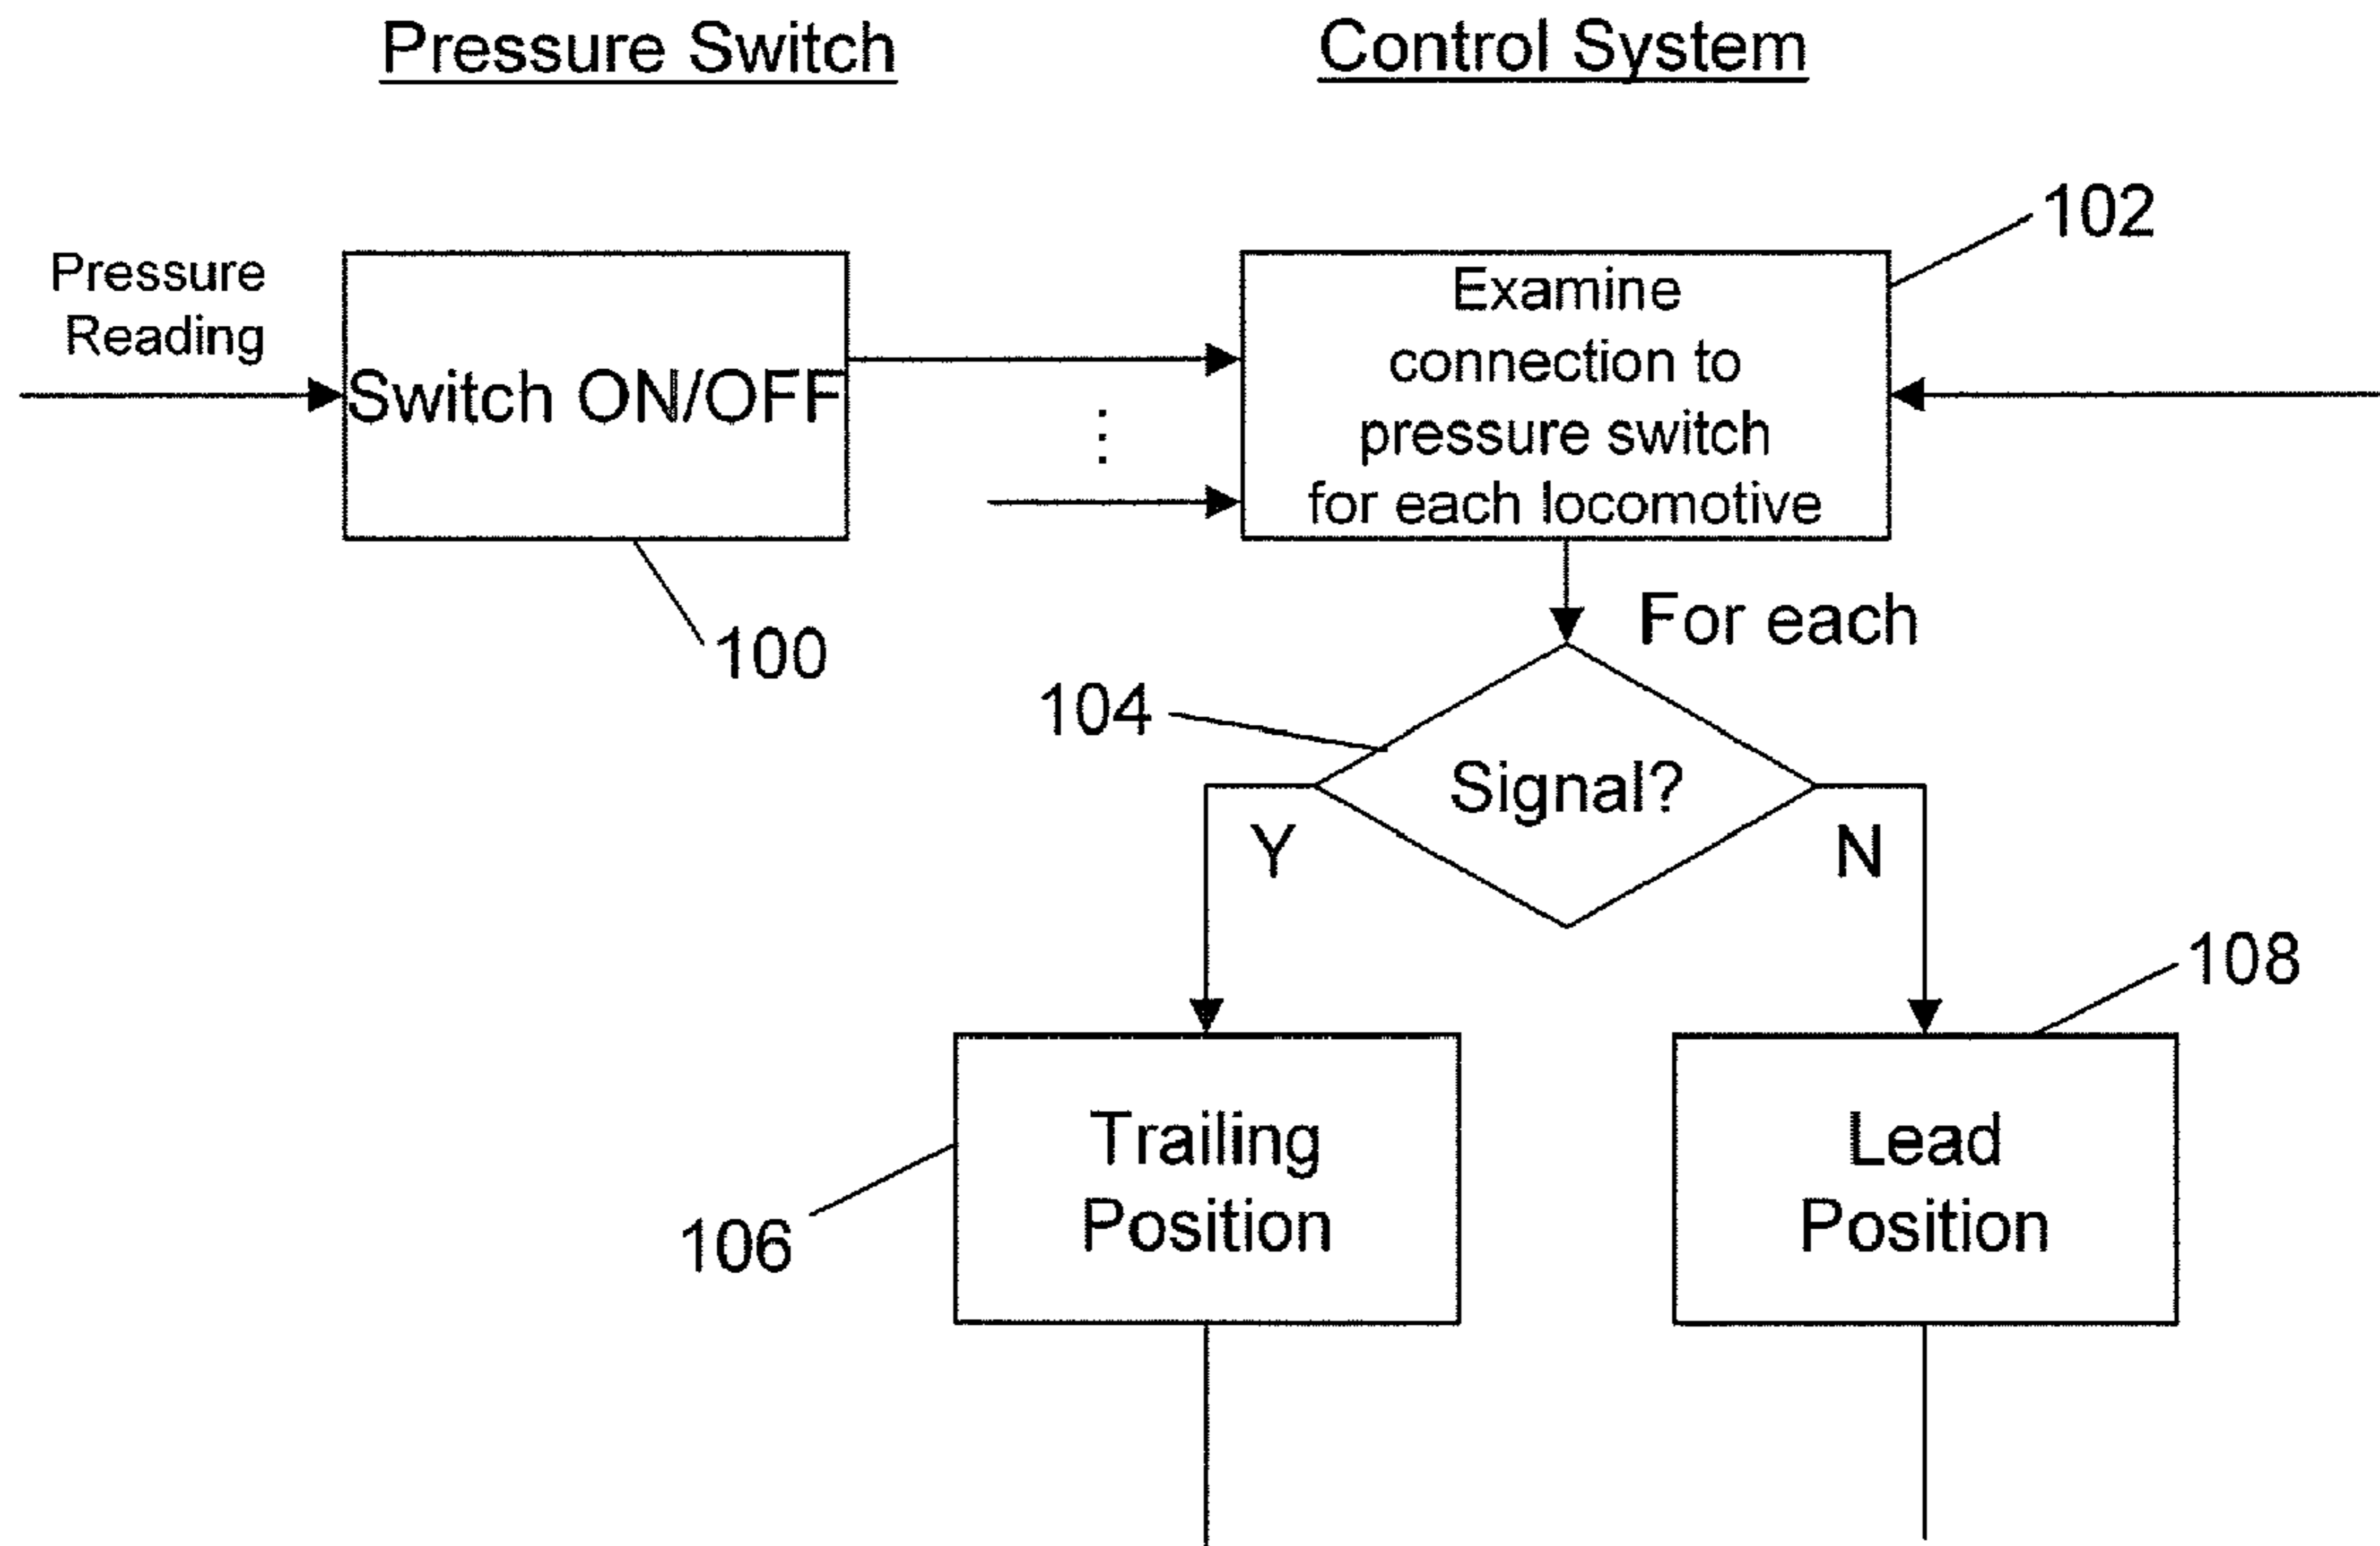 Pressure Switch
Control System
102
Pressure
Reading
Switch ON/OFF
Examine
connection to
pressure switch
for each locomotive
100
For each
104
Signal?
Y
N
108
Trailing
Position
Lead
Position
106